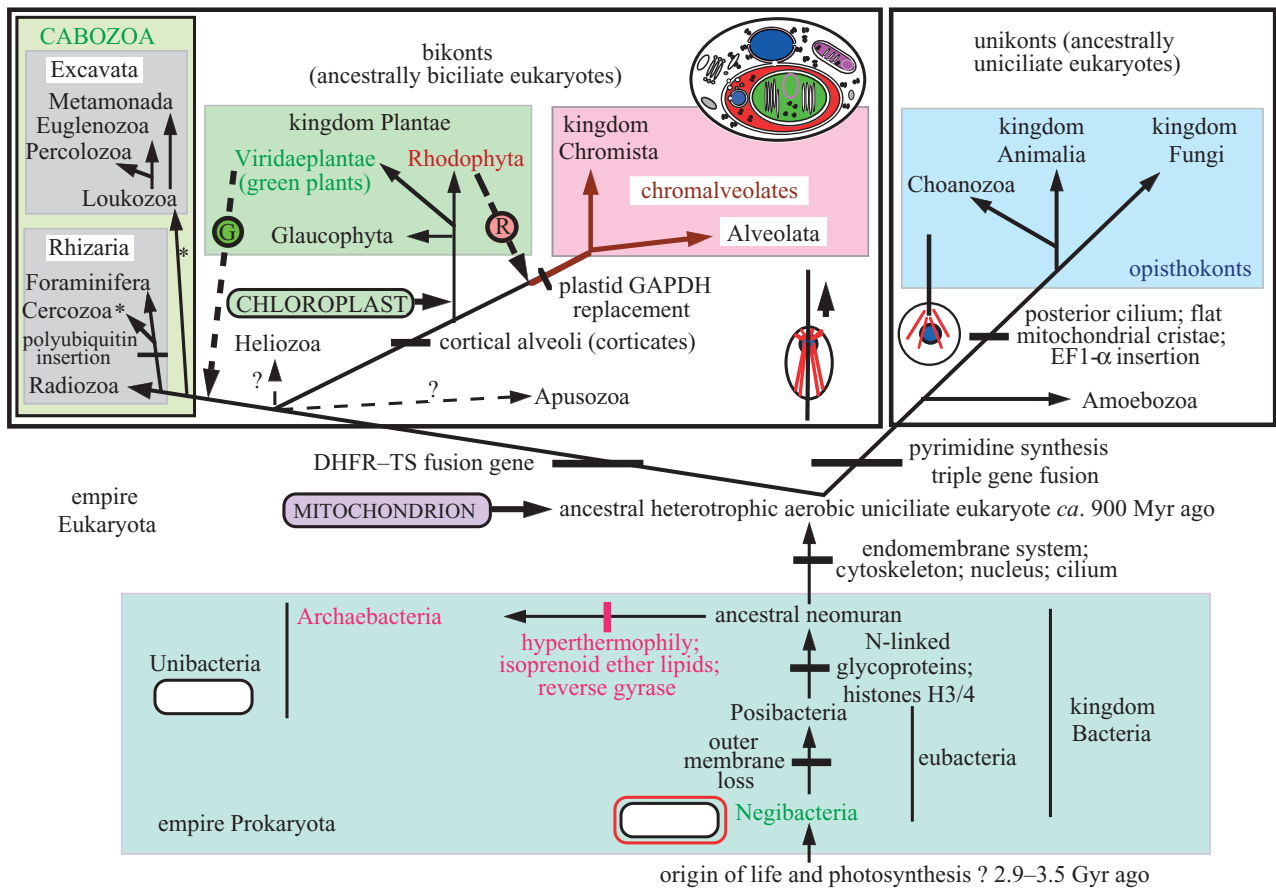 CABOZOA
Excavata
Metamonada
Euglenozoa
Percolozoa
Loukozoa
*
Rhizaria
Foraminifera
Cercozoa*
polyubiquitin
insertion
Radiozoa
bikonts
(ancestrally biciliate eukaryotes)
kingdom Plantae
Viridaeplantae
(green plants)
Rhodophyta
G
R
Glaucophyta
CHLOROPLAST
Heliozoa
?
?
Apusozoa
cortical alveoli (corticates)
kingdom
Chromista
chromalveolates
Alveolata
plastid GAPDH
replacement
unikonts (ancestrally
uniciliate eukaryotes)
kingdom
Animalia
kingdom
Fungi
Choanozoa
opisthokonts
posterior cilium; flat
mitochondrial cristae;
EF1-α insertion
Amoebozoa
DHFR–TS fusion gene
pyrimidine synthesis
triple gene fusion
empire
Eukaryota
MITOCHONDRION
ancestral heterotrophic aerobic uniciliate eukaryote ca. 900 Myr ago
endomembrane system;
cytoskeleton; nucleus; cilium
Archaebacteria
ancestral neomuran
hyperthermophily;
isoprenoid ether lipids;
reverse gyrase
N-linked
glycoproteins;
histones H3/4
Unibacteria
Posibacteria
kingdom
Bacteria
outer
membrane
loss
eubacteria
Negibacteria
empire Prokaryota
origin of life and photosynthesis ? 2.9–3.5 Gyr ago